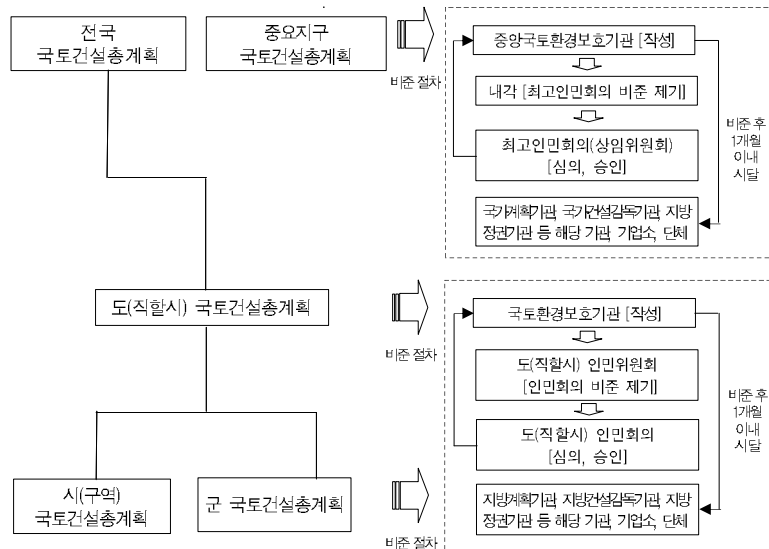 전국
국토건설총계획
중요지구
국토건설총계획
비준 절차
중앙국토환경보호기관 [작성]
내각 [최고인민회의 비준 제기]
최고인민회의(상임위원회)
[심의, 승인]
국가계획기관, 국가건설감독기관, 지방
정권기관 등 해당 기관, 기업소, 단체
비준 후
1개월
이내
시달
도(직할시) 국토건설총계획
비준 절차
국토환경보호기관 [작성]
도(직할시) 인민위원회
[인민회의 비준 제기]
도(직할시) 인민회의
[심의, 승인]
지방계획기관, 지방건설감독기관, 지방
정권기관 등 해당 기관, 기업소, 단체
비준 후
1개월
이내
시달
시(구역)
국토건설총계획
군 국토건설총계획
비준 절차